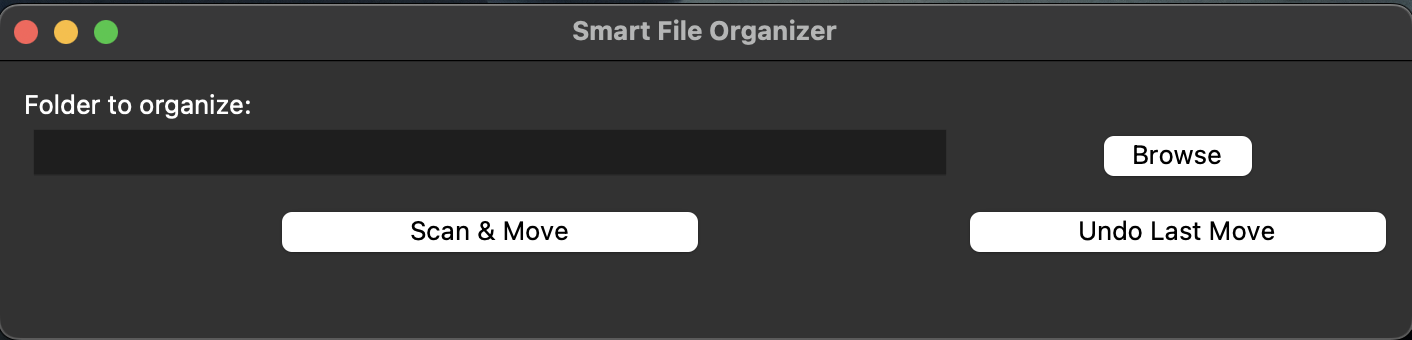 Smart File Organizer
Folder to organize:
Browse
Scan & Move
Undo Last Move